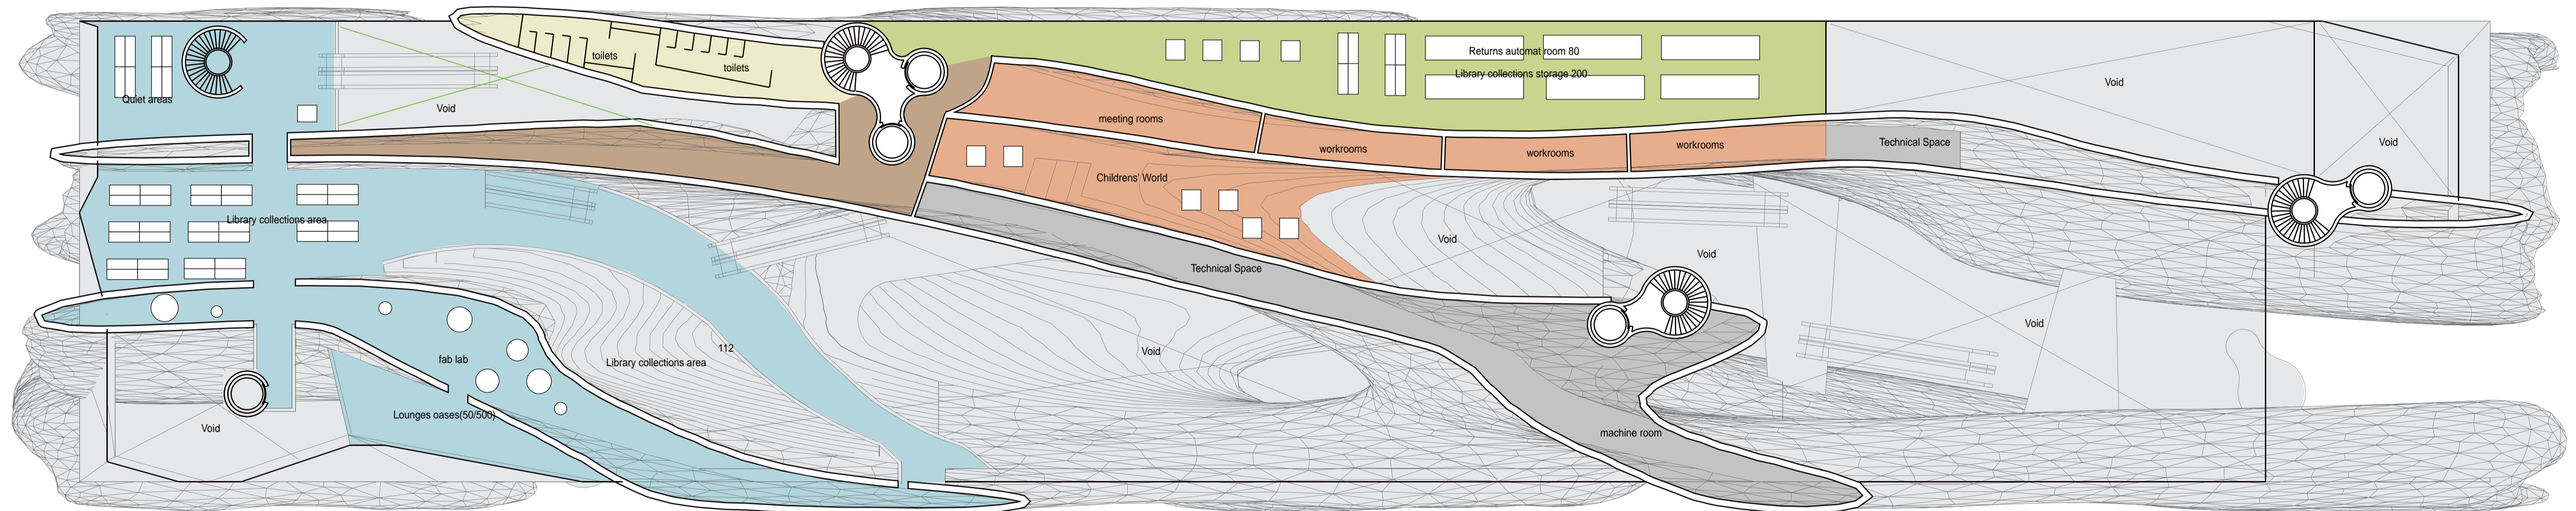 Quiet areas
toilets
toilets
Void
Returns automat room 80
Library collections storage 200
Void
meeting rooms
workrooms
workrooms
workrooms
Technical Space
Void
Childrens' World
Library collections area
Void
Void
Technical Space
Void
112
Void
fab lab
Library collections area
Lounges oases(50/500)
Void
machine room